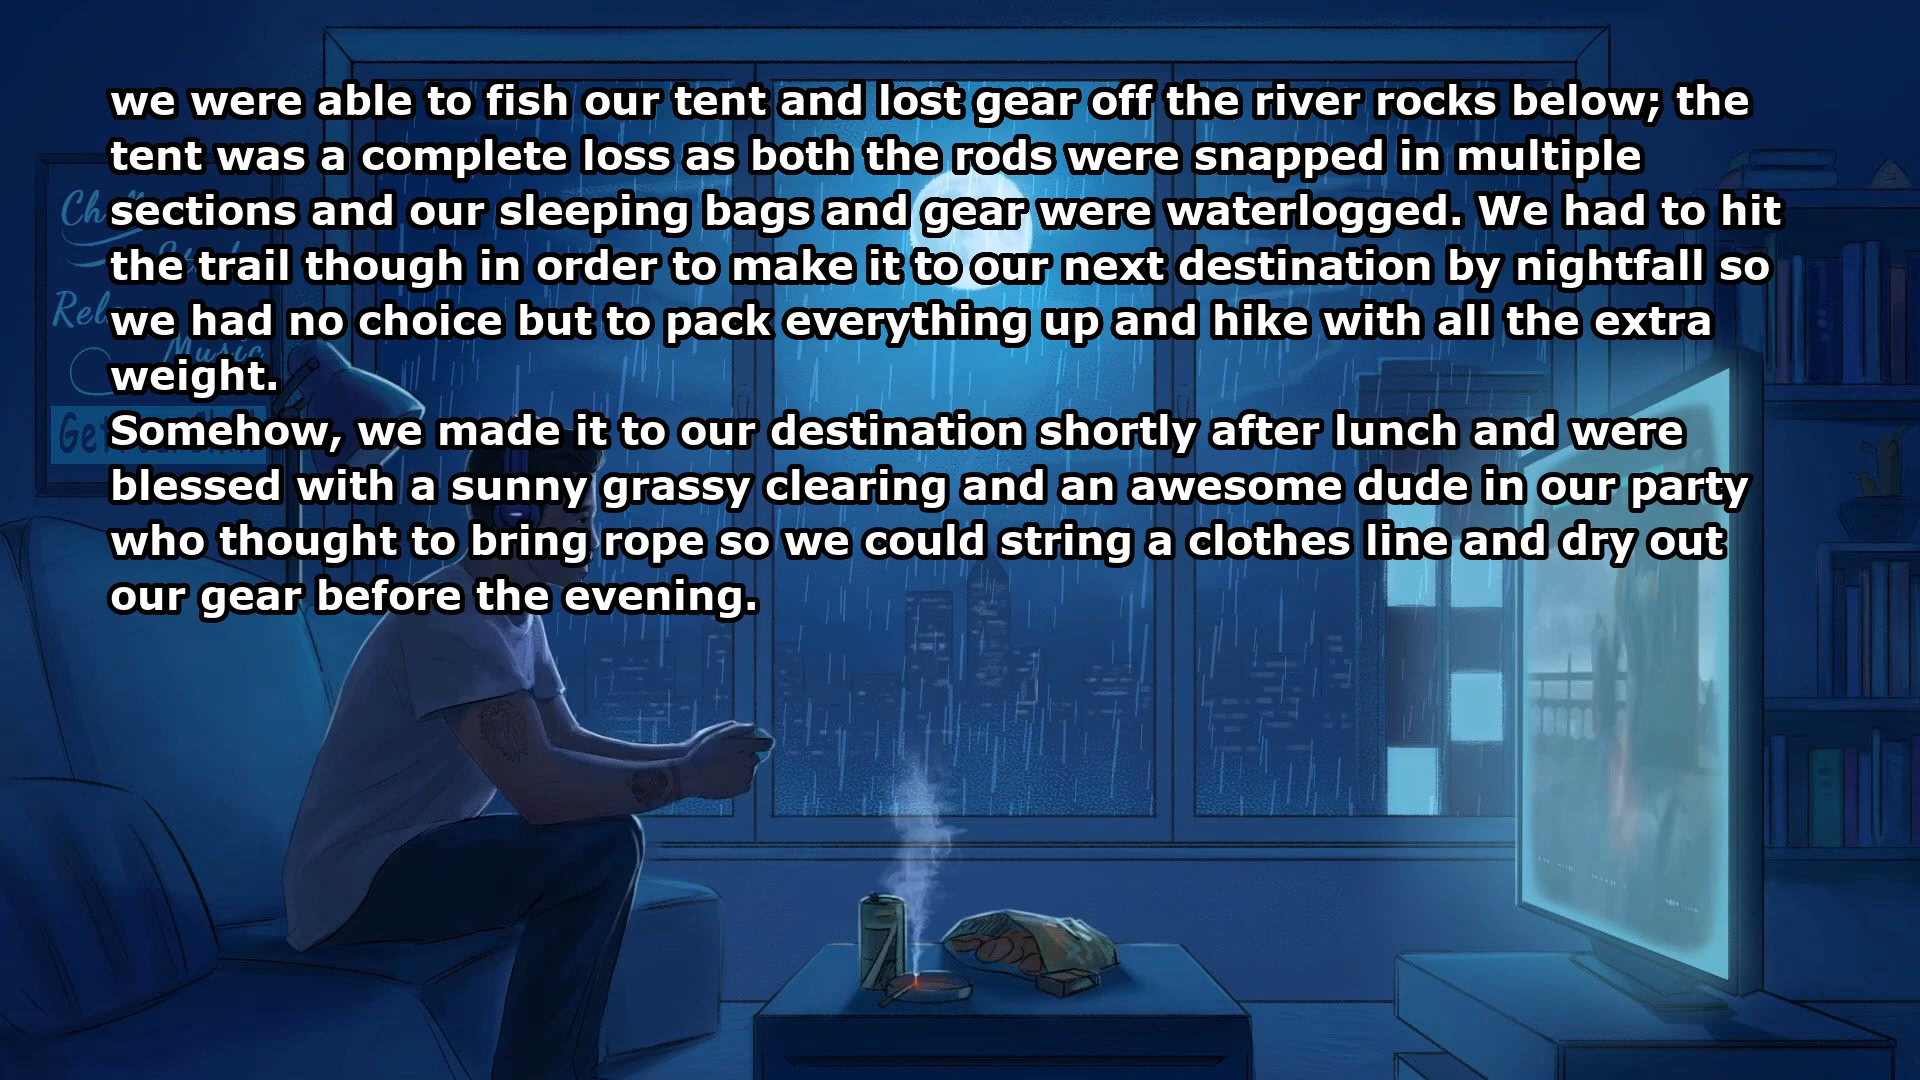 we were able to fish our tent and lost gear off the river rocks below; the
tent was a complete loss as both the rods were snapped in multiple
sections and our sleeping bags and gear were waterlogged. We had to hit
the trail though in order to make it to our next destination by nightfall so
we had no choice but to pack everything up and hike with all the extra
weight.
Somehow, we made it to our destination shortly after lunch and were
blessed with a sunny grassy clearing and an awesome dude in our party
who thought to bring rope so we could string a clothes line and dry out
our gear before the evening.
Music